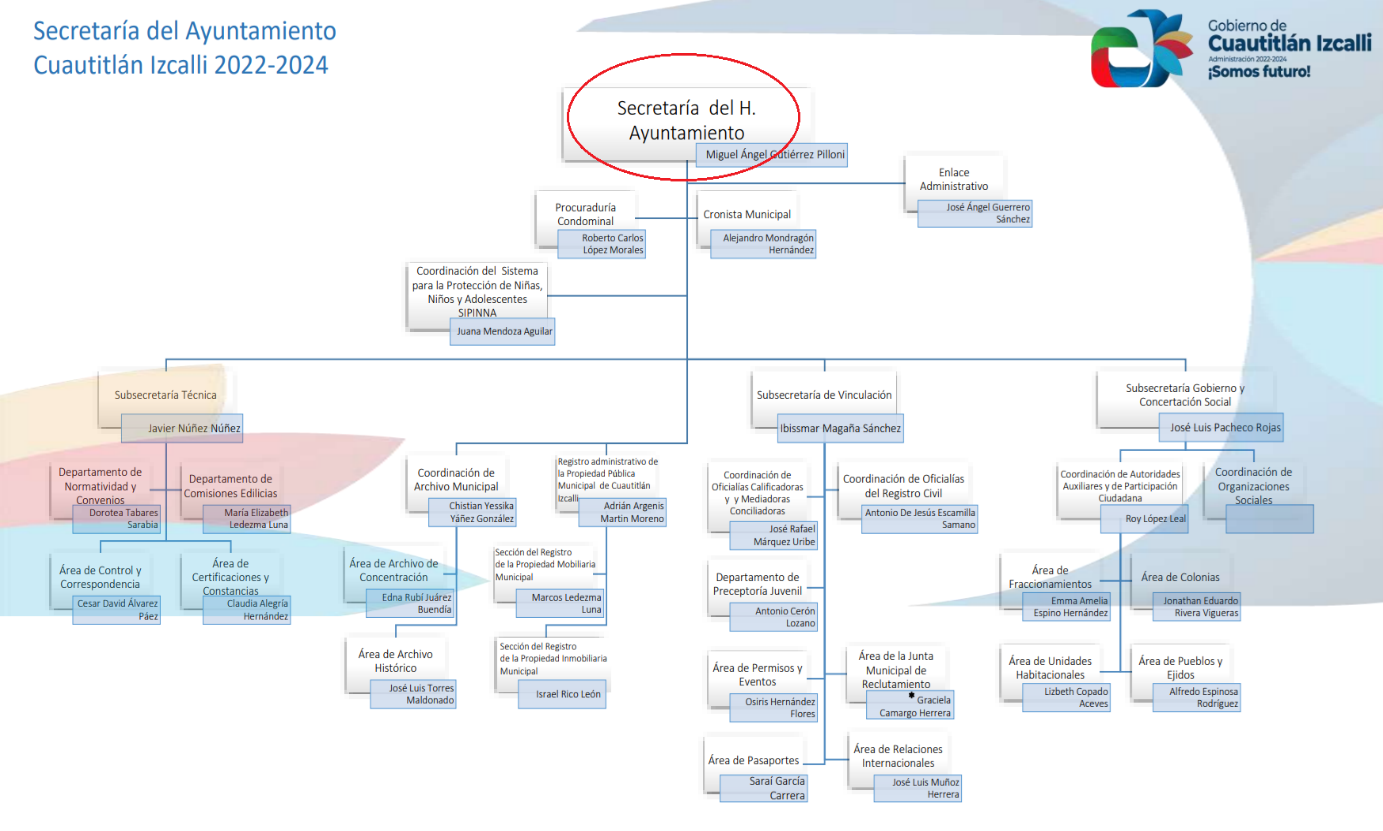 Secretaría del Ayuntamiento
Cuautitlán Izcalli 2022-2024
Gobierno de
Cuautitlán Izcalli
Administración 2022-2024
¡Somos futuro!
Secretaría del H.
Ayuntamiento
Miguel Ángel Gutiérrez Pilloni
Enlace
Administrativo
José Ángel Guerrero
Sánchez
Procuraduría
Condominal
Roberto Carlos
López Morales
Cronista Municipal
Alejandro Mondragón
Hernández
Coordinación del Sistema
para la Protección de Niñas,
Niños y Adolescentes
SIPINNA
Juana Mendoza Aguilar
Subsecretaría Técnica
Javier Núñez Núñez
Subsecretaría de Vinculación
Ibissmar Magaña Sánchez
Subsecretaría Gobierno y
Concertación Social
José Luis Pacheco Rojas
Departamento de
Normatividad y
Convenios
Dorotea Tabares
Sarabia
Departamento de
Comisiones Edilicias
María Elizabeth
Ledezma Luna
Coordinación de
Archivo Municipal
Chistian Yessika
Yáñez González
Registro administrativo de
la Propiedad Pública
Municipal de Cuautitlán
Izcalli
Adrián Argenis
Martin Moreno
Coordinación de
Oficialías Calificadoras
y y Mediadoras
Conciliadoras
José Rafael
Márquez Uribe
Coordinación de Oficialías
del Registro Civil
Antonio De Jesús Escamilla
Samano
Coordinación de Autoridades
Auxiliares y de Participación
Ciudadana
Roy López Leal
Coordinación de
Organizaciones
Sociales
Área de Control y
Correspondencia
Cesar David Álvarez
Páez
Área de
Certificaciones y
Constancias
Claudia Alegría
Hernández
Área de Archivo de
Concentración
Edna Rubí Juárez
Buendía
Sección del Registro
de la Propiedad Mobiliaria
Municipal
Marcos Ledezma
Luna
Departamento de
Preceptoría Juvenil
Antonio Cerón
Lozano
Área de
Fraccionamientos
Emma Amelia
Espino Hernández
Área de Colonias
Jonathan Eduardo
Rivera Vigueras
Área de Archivo
Histórico
José Luis Torres
Maldonado
Sección del Registro
de la Propiedad Inmobiliaria
Municipal
Israel Rico León
Área de Permisos y
Eventos
Osiris Hernández
Flores
Área de la Junta
Municipal de
Reclutamiento
* Graciela
Camargo Herrera
Área de Unidades
Habitacionales
Lizbeth Copado
Aceves
Área de Pueblos y
Ejidos
Alfredo Espinosa
Rodríguez
Área de Pasaportes
Saraí García
Carrera
Área de Relaciones
Internacionales
José Luis Muñoz
Herrera